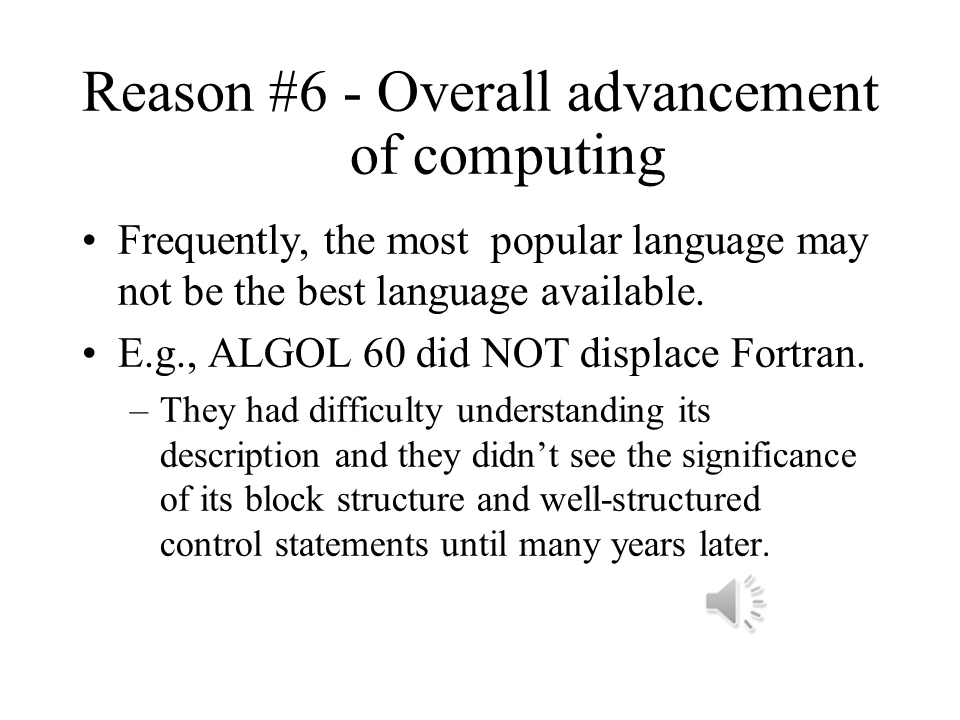 Reason #6 - Overall advancement
of computing
• Frequently, the most  popular language may
not be the best language available.
• E.g., ALGOL 60 did NOT displace Fortran.
–They had difficulty understanding its
description and they didn’t see the significance
of its block structure and well-structured
control statements until many years later.